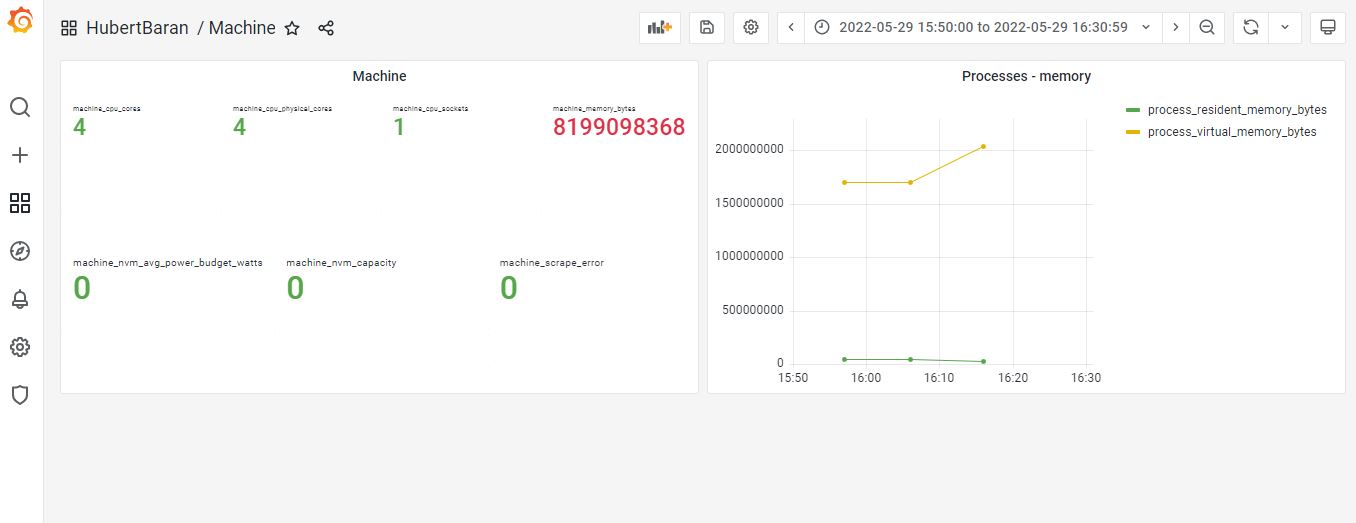 HubertBaran / Machine
2022-05-29 15:50:00 to 2022-05-29 16:30:59
Machine
machine_cpu_cores machine_cpu_physical_cores machine_cpu_sockets machine_memory_bytes
4 4 1 8199098368
machine_nvm_avg_power_budget_watts machine_nvm_capacity machine_scrape_error
0 0 0
Processes - memory
process_resident_memory_bytes
process_virtual_memory_bytes
2000000000
1500000000
1000000000
500000000
0
15:50 16:00 16:10 16:20 16:30